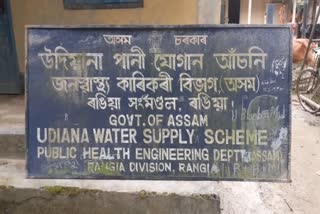 অসম চৰকাৰ
উদিয়ানা পানী যোগান আঁচনি
জনস্বাস্থ্য কাৰিকৰী বিভাগ (অসম)
ৰঙিয়া সংমণ্ডল, ৰঙিয়া
GOVT. OF ASSAM
UDIANA WATER SUPPLY SCHEME
PUBLIC HEALTH ENGINEERING DEPTT (ASSAM)
RANGIA DIVISION, RANGIA